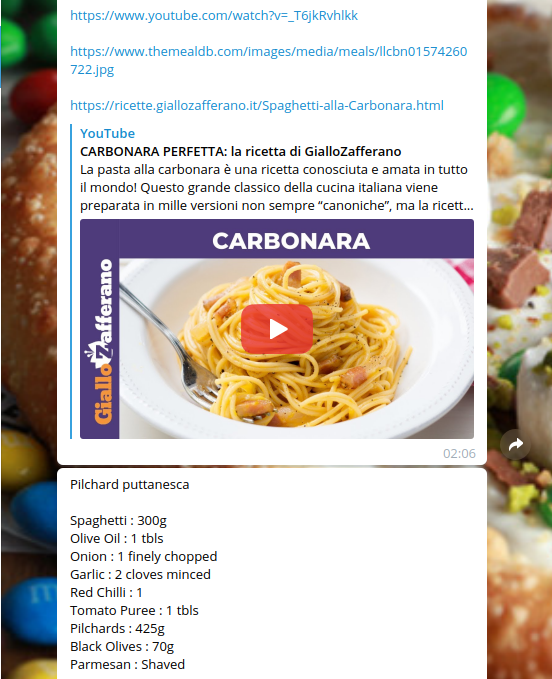 https://www.youtube.com/watch?v=_T6jkRvhlkk
https://www.themealdb.com/images/media/meals/llcbn01574260
722.jpg
https://ricette.giallozafferano.it/Spaghetti-alla-Carbonara.html
YouTube
CARBONARA PERFETTA: la ricetta di GialloZafferano
La pasta alla carbonara è una ricetta conosciuta e amata in tutto
il mondo! Questo grande classico della cucina italiana viene
preparata in mille versioni non sempre “canoniche”, ma la ricett...
CARBONARA
GialloZafferano
02:06
Pilchard puttanesca
Spaghetti : 300g
Olive Oil : 1 tbls
Onion : 1 finely chopped
Garlic : 2 cloves minced
Red Chilli : 1
Tomato Puree : 1 tbls
Pilchards : 425g
Black Olives : 70g
Parmesan : Shaved